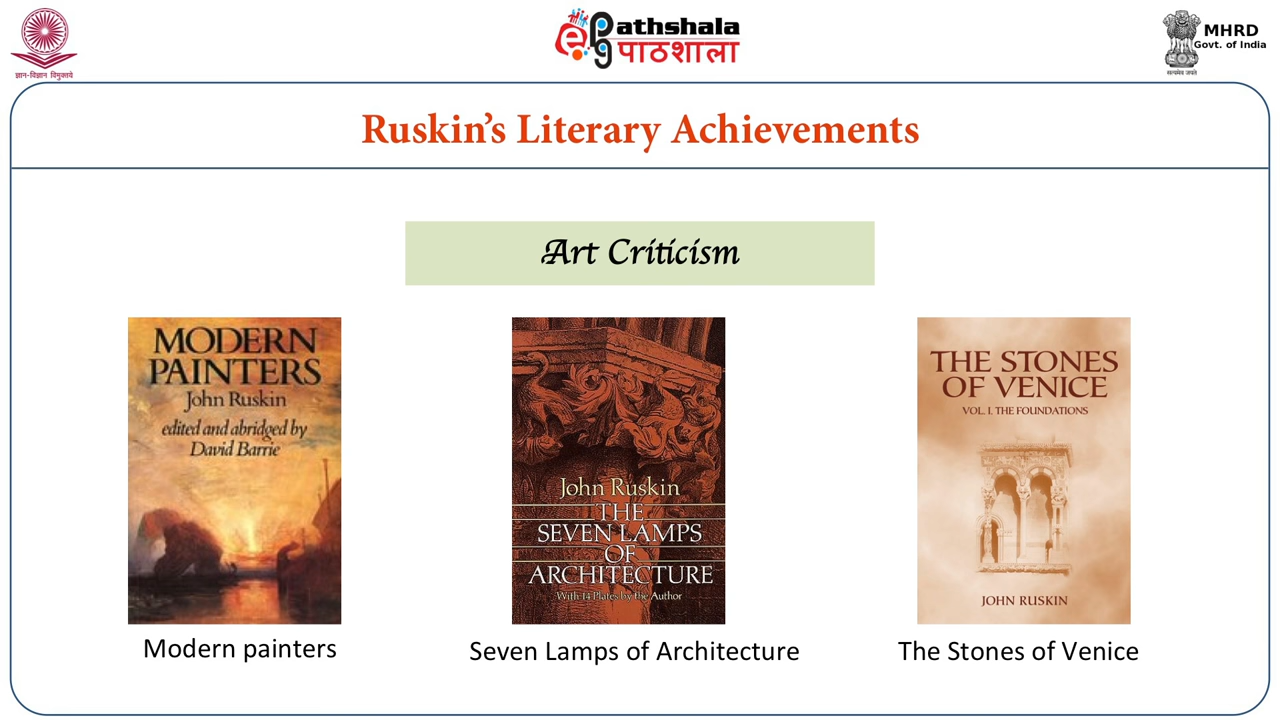 ज्ञान-विज्ञान विमुक्तये
ePg Pathshala
पाठशाला
MHRD
Govt. of India
सत्यमेव जयते
Ruskin's Literary Achievements
Art Criticism
MODERN
PAINTERS
John Ruskin
edited and abridged by
David Barrie
Modern painters
John Ruskin
THE
SEVEN LAMPS
OF
ARCHITECTURE
With 14 Plates by the Author
Seven Lamps of Architecture
THE STONES
OF VENICE
VOL. I. THE FOUNDATIONS
JOHN RUSKIN
The Stones of Venice